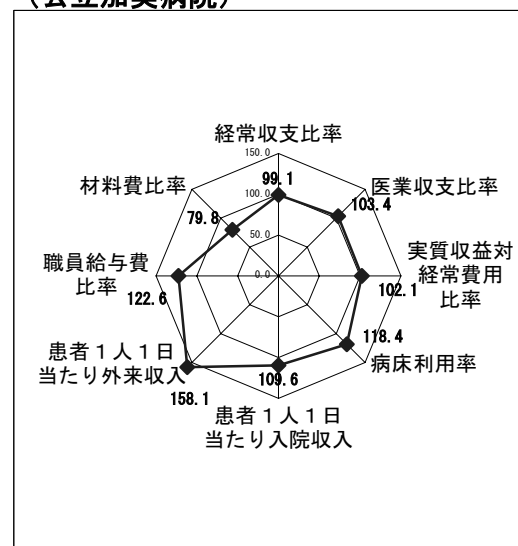 （公立加美病院）
経常収支比率
150.0
99.1
100.0
50.0
0.0
医業収支比率
103.4
実質収益対
経常費用
比率
102.1
118.4
病床利用率
109.6
患者１人１日
当たり入院収入
患者１人１日
当たり外来収入
158.1
職員給与費
比率
122.6
材料費比率
79.8